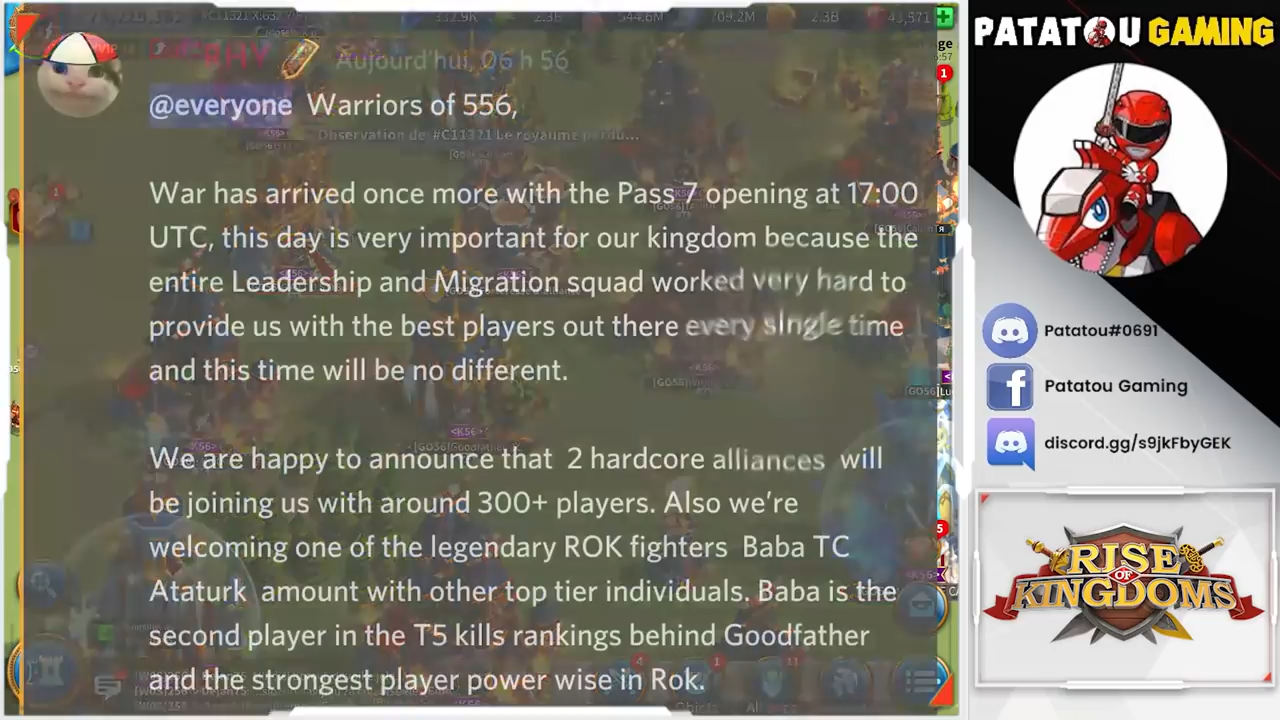 PATATOU GAMING
Aujourd'hui, 06 h 56
@everyone Warriors of 556,
Observation de #C11321 Le royaume perdu...
War has arrived once more with the Pass 7 opening at 17:00
UTC, this day is very important for our kingdom because the
entire Leadership and Migration squad worked very hard to
provide us with the best players out there every single time
and this time will be no different.
We are happy to announce that 2 hardcore alliances will
be joining us with around 300+ players. Also we're
welcoming one of the legendary ROK fighters Baba TC
Ataturk amount with other top tier individuals. Baba is the
second player in the T5 kills rankings behind Goodfather
and the strongest player power wise in Rok.
Patatou#0691
Patatou Gaming
discord.gg/s9jkFbyGEK
RISE
OF
KINGDOMS